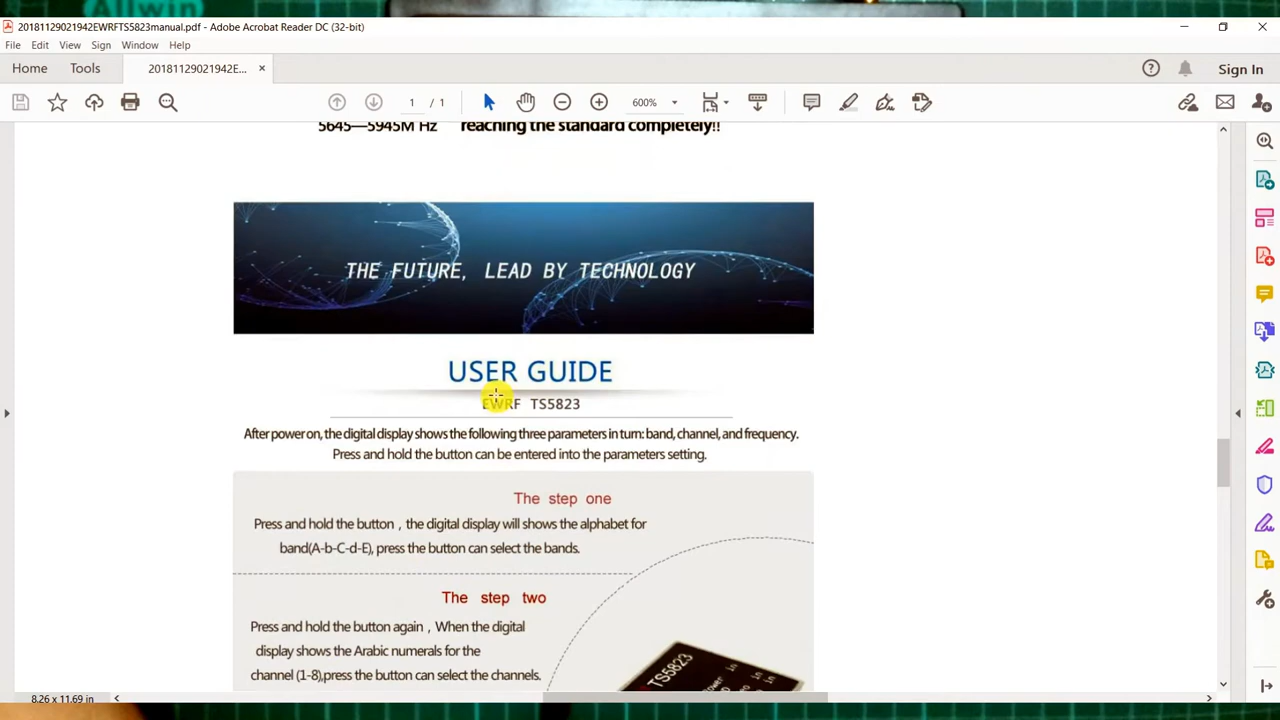 Allwin
20181129021942EWRFTS5823manual.pdf - Adobe Acrobat Reader DC (32-bit)
File Edit View Sign Window Help
Home Tools 20181129021942E... × Sign In
1 / 1 600%
5645—5945M Hz reaching the standard completely!!
THE FUTURE, LEAD BY TECHNOLOGY
USER GUIDE
EWRF TS5823
After power on, the digital display shows the following three parameters in turn: band, channel, and frequency.
Press and hold the button can be entered into the parameters setting.
The step one
Press and hold the button , the digital display will shows the alphabet for
band(A-b-C-d-E), press the button can select the bands.
The step two
Press and hold the button again , When the digital
display shows the Arabic numerals for the
channel (1-8),press the button can select the channels.
TS5823
8.26 x 11.69 in